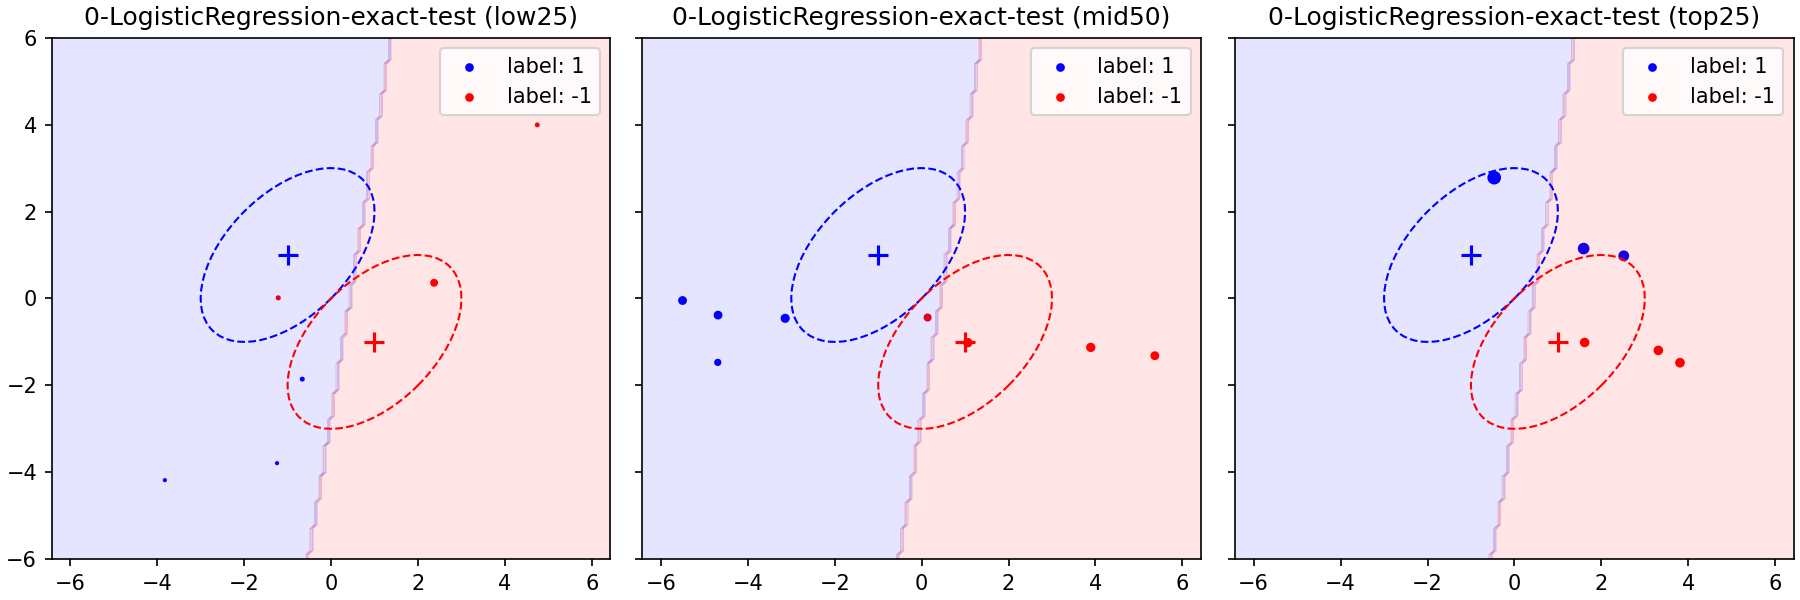 0-LogisticRegression-exact-test (low25)
0-LogisticRegression-exact-test (mid50)
0-LogisticRegression-exact-test (top25)
label: 1
label: -1
label: 1
label: -1
label: 1
label: -1
6
4
2
0
−2
−4
−6
−6 −4 −2 0 2 4 6
−6 −4 −2 0 2 4 6
−6 −4 −2 0 2 4 6